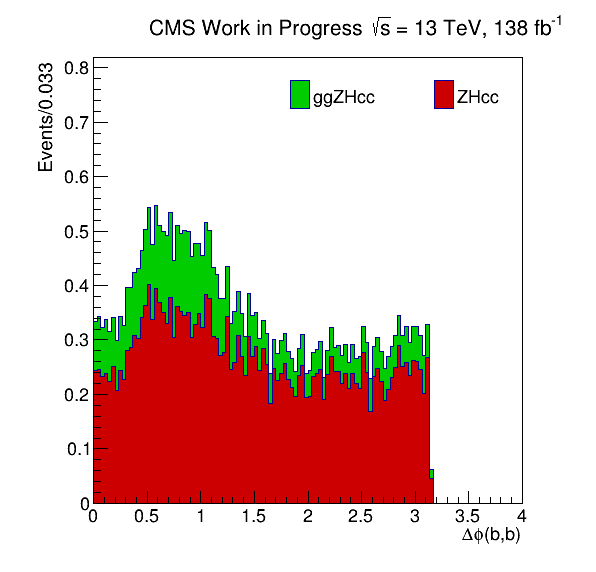 CMS Work in Progress √s = 13 TeV, 138 fb⁻¹
Events/0.033
ggZHcc ZHcc
0.8
0.7
0.6
0.5
0.4
0.3
0.2
0.1
0
0 0.5 1 1.5 2 2.5 3 3.5 4
Δϕ(b,b)